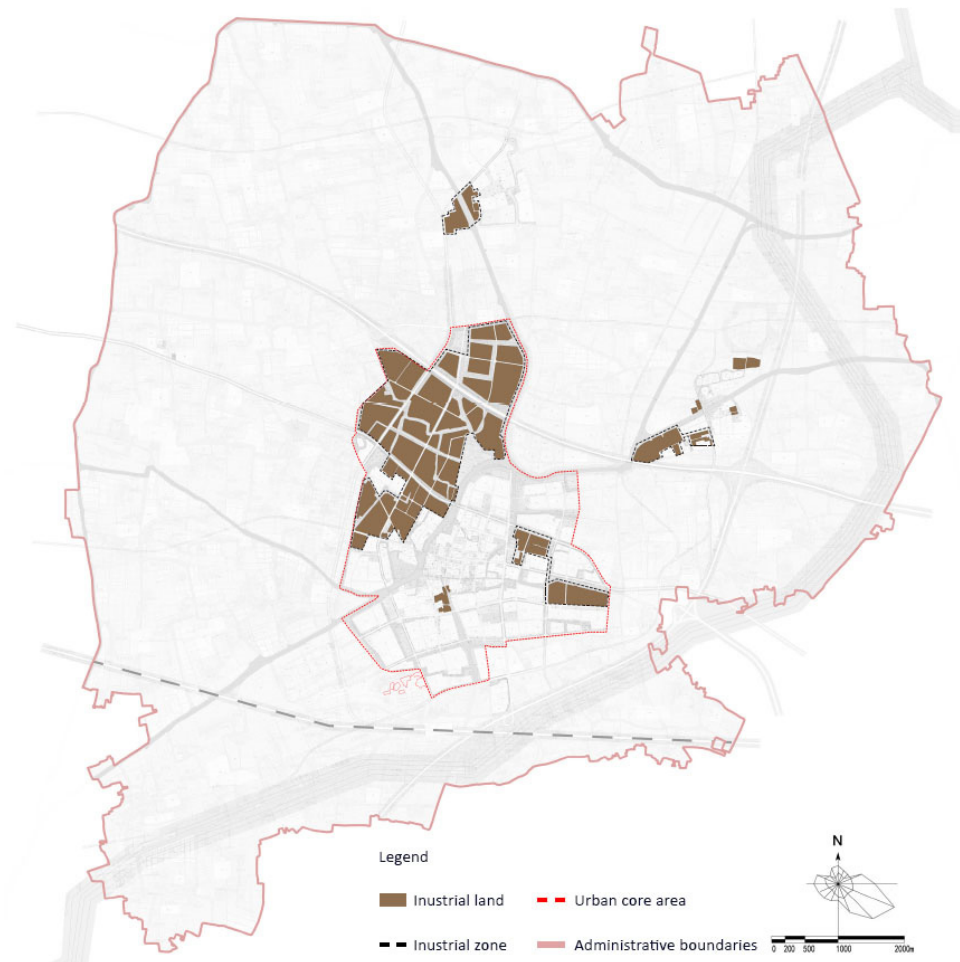 Legend
Inustrial land
Urban core area
Inustrial zone
Administrative boundaries
N
0 200 500 1000 2000m